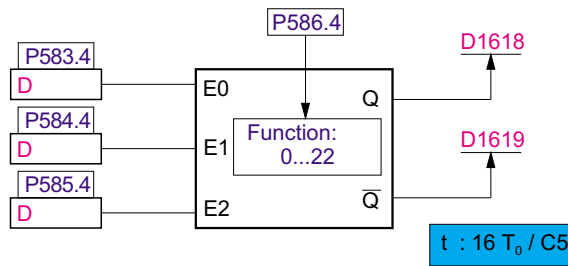 P586.4
D1618
P583.4
D
E0
Q
P584.4
D
E1
Function:
0...22
D1619
P585.4
D
E2
Q̅
t : 16 T₀ / C5